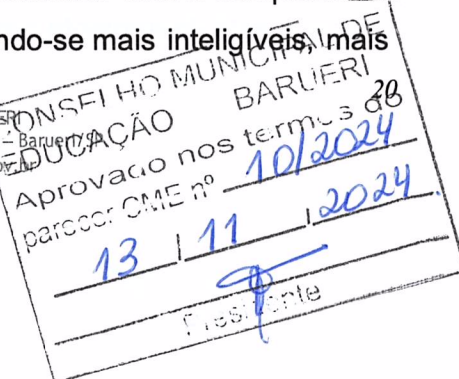 ndo-se mais inteligíveis, mais
CONSELHO MUNICIPAL DE
EDUCAÇÃO BARUERI
– Barueri/
20
Aprovado nos termos do
parecer CME nº 10/2024
13 / 11 / 2024.
Presidente